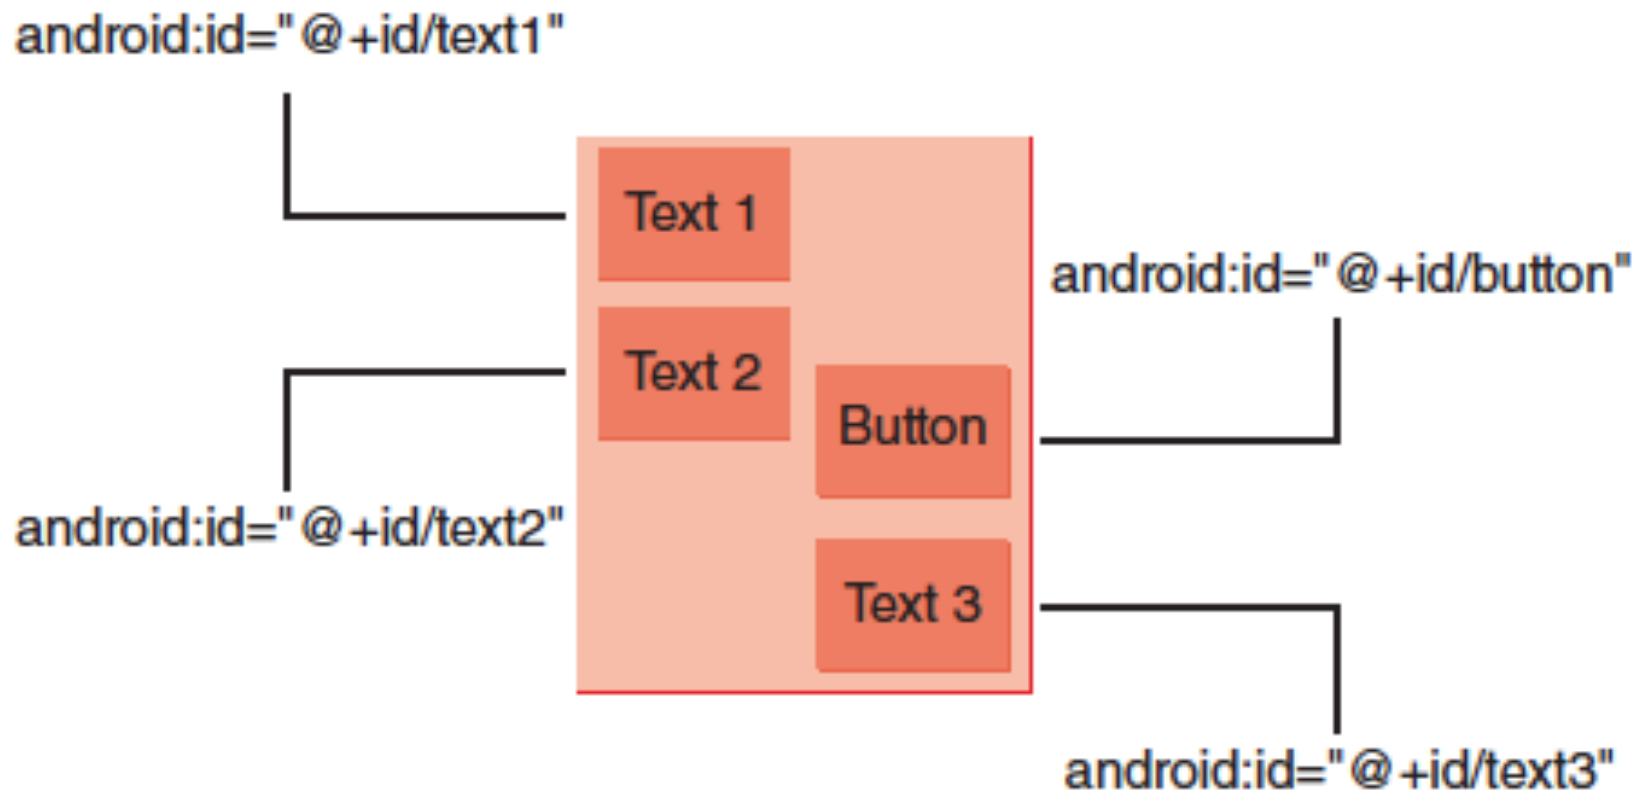 android:id="@+id/text1"
Text 1
android:id="@+id/button"
Text 2
Button
android:id="@+id/text2"
Text 3
android:id="@+id/text3"